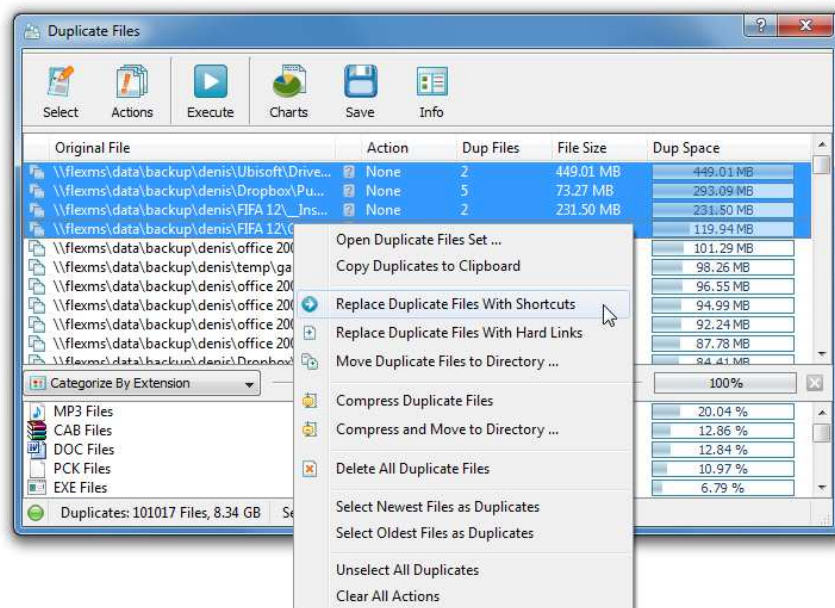 Duplicate Files
Select Actions Execute Charts Save Info
Original File Action Dup Files File Size Dup Space
\\flexms\data\backup\denis\Ubisoft\Drive... None 2 449.01 MB 449.01 MB
\\flexms\data\backup\denis\Dropbox\Pu... None 5 73.27 MB 293.09 MB
\\flexms\data\backup\denis\FIFA 12\__Ins... None 2 231.50 MB 231.50 MB
\\flexms\data\backup\denis\FIFA 12\ 119.94 MB
\\flexms\data\backup\denis\office 200 101.29 MB
\\flexms\data\backup\denis\temp\ga 98.26 MB
\\flexms\data\backup\denis\office 200 96.55 MB
\\flexms\data\backup\denis\office 200 94.99 MB
\\flexms\data\backup\denis\office 200 92.24 MB
\\flexms\data\backup\denis\office 200 87.78 MB
\\flexms\data\backup\denis\Dropbox\ 84.41 MB
Categorize By Extension 100%
MP3 Files 20.04 %
CAB Files 12.86 %
DOC Files 12.84 %
PCK Files 10.97 %
EXE Files 6.79 %
Duplicates: 101017 Files, 8.34 GB Se
Open Duplicate Files Set ...
Copy Duplicates to Clipboard
Replace Duplicate Files With Shortcuts
Replace Duplicate Files With Hard Links
Move Duplicate Files to Directory ...
Compress Duplicate Files
Compress and Move to Directory ...
Delete All Duplicate Files
Select Newest Files as Duplicates
Select Oldest Files as Duplicates
Unselect All Duplicates
Clear All Actions